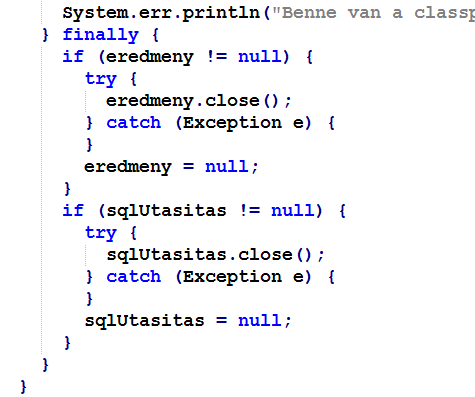 System.err.println("Benne van a classp
} finally {
if (eredmeny != null) {
try {
eredmeny.close();
} catch (Exception e) {
}
eredmeny = null;
}
if (sqlUtasitas != null) {
try {
sqlUtasitas.close();
} catch (Exception e) {
}
sqlUtasitas = null;
}
}
}